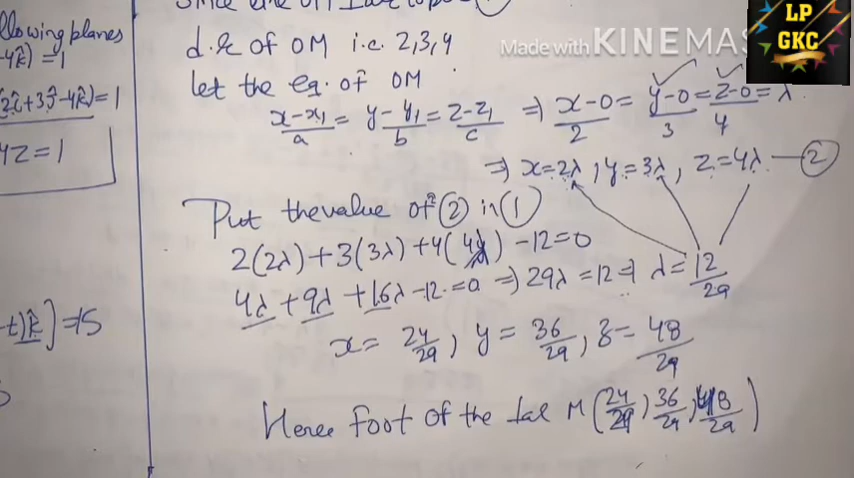 llowing planes
-4k̂) = 1
2î+3ĵ-4k̂)=1
4z = 1
-t)k̂]=15
d.r of OM i.e. 2,3,4
let the eq. of OM
x-x₁/a = y-y₁/b = z-z₁/c ⇒ x-0/2 = y-0/3 = z-0/4 = λ
⇒ x=2λ, y=3λ, z=4λ —②
Put the value of ② in ①
2(2λ)+3(3λ)+4(4λ) -12=0
4λ+9λ+16λ-12=0 ⇒ 29λ=12 ⇒ λ=12/29
x= 24/29, y= 36/29, z= 48/29
Hence Foot of the M (24/29, 36/29, 48/29)
Made with KINEMAS
LP
GKC